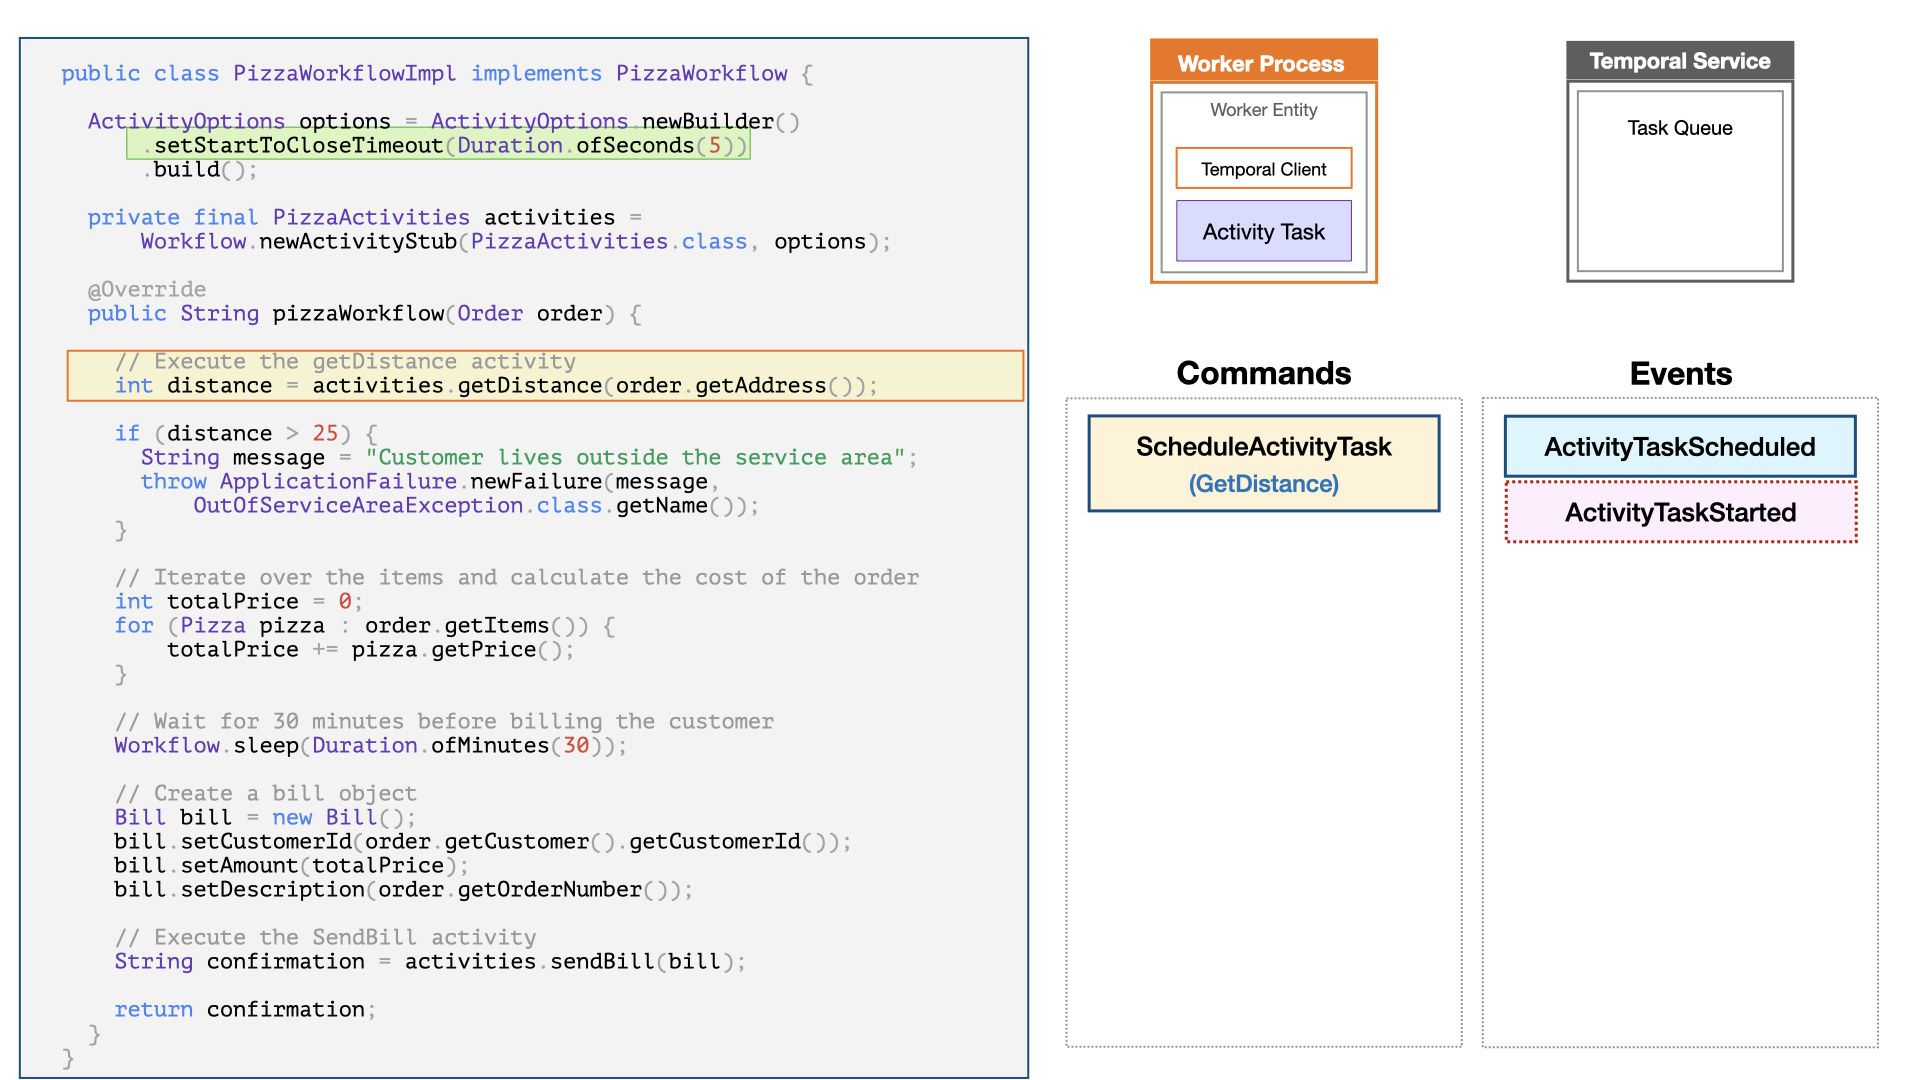 public class PizzaWorkflowImpl implements PizzaWorkflow {
ActivityOptions options = ActivityOptions.newBuilder()
.setStartToCloseTimeout(Duration.ofSeconds(5))
.build();
private final PizzaActivities activities =
Workflow.newActivityStub(PizzaActivities.class, options);
@Override
public String pizzaWorkflow(Order order) {
// Execute the getDistance activity
int distance = activities.getDistance(order.getAddress());
if (distance > 25) {
String message = "Customer lives outside the service area";
throw ApplicationFailure.newFailure(message,
OutOfServiceAreaException.class.getName());
}
// Iterate over the items and calculate the cost of the order
int totalPrice = 0;
for (Pizza pizza : order.getItems()) {
totalPrice += pizza.getPrice();
}
// Wait for 30 minutes before billing the customer
Workflow.sleep(Duration.ofMinutes(30));
// Create a bill object
Bill bill = new Bill();
bill.setCustomerId(order.getCustomer().getCustomerId());
bill.setAmount(totalPrice);
bill.setDescription(order.getOrderNumber());
// Execute the SendBill activity
String confirmation = activities.sendBill(bill);
return confirmation;
}
}
Worker Process
Worker Entity
Temporal Client
Activity Task
Temporal Service
Task Queue
Commands
ScheduleActivityTask
(GetDistance)
Events
ActivityTaskScheduled
ActivityTaskStarted